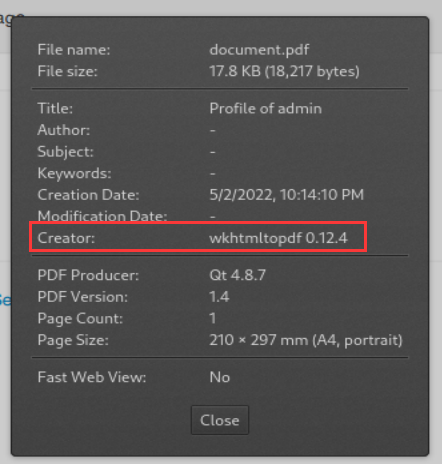 age
File name: document.pdf
File size: 17.8 KB (18,217 bytes)
Title: Profile of admin
Author: -
Subject: -
Keywords: -
Creation Date: 5/2/2022, 10:14:10 PM
Modification Date: -
Creator: wkhtmltopdf 0.12.4
PDF Producer: Qt 4.8.7
PDF Version: 1.4
Page Count: 1
Page Size: 210 × 297 mm (A4, portrait)
Se
Fast Web View: No
Close